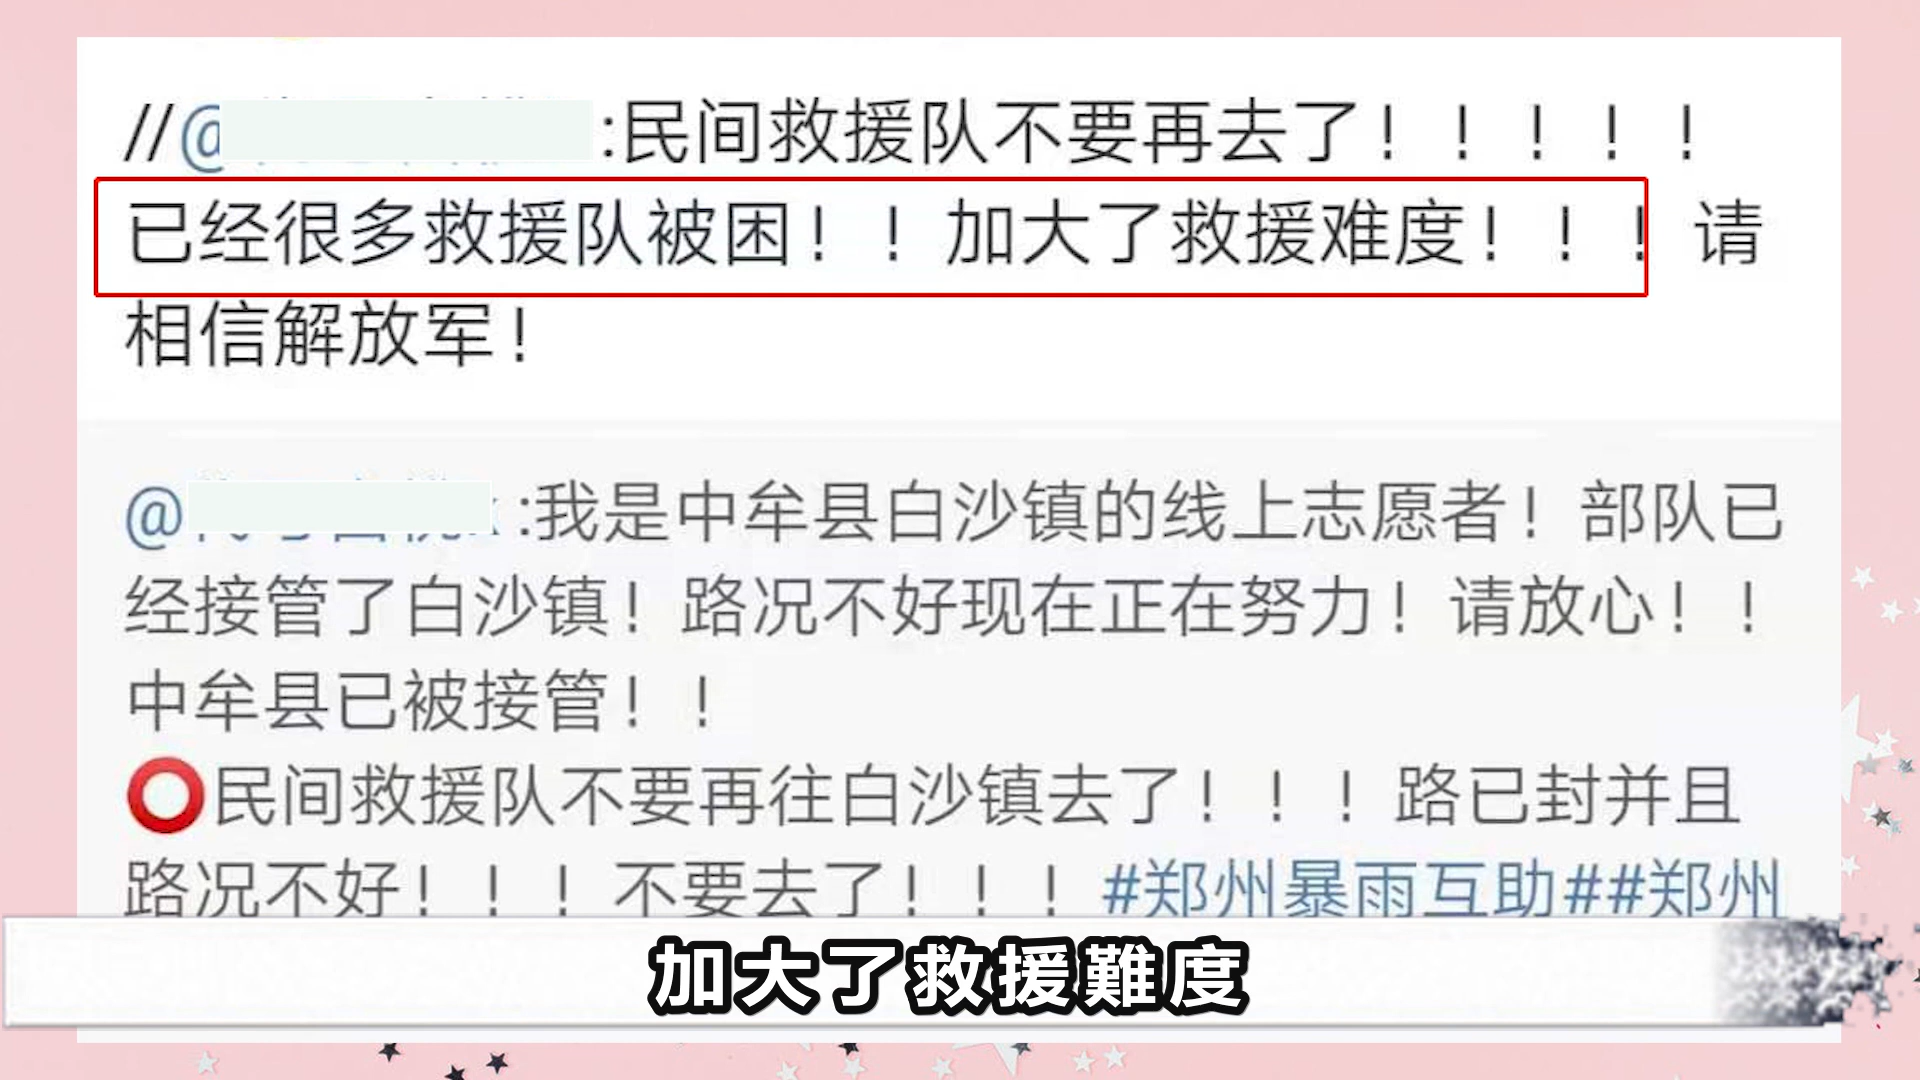 //@ :民间救援队不要再去了！！！！！
已经很多救援队被困！！加大了救援难度！！！请
相信解放军！
@ :我是中牟县白沙镇的线上志愿者！部队已
经接管了白沙镇！路况不好现在正在努力！请放心！！
中牟县已被接管！！
⭕民间救援队不要再往白沙镇去了！！！路已封并且
路况不好！！！不要去了！！！#郑州暴雨互助##郑州
加大了救援難度